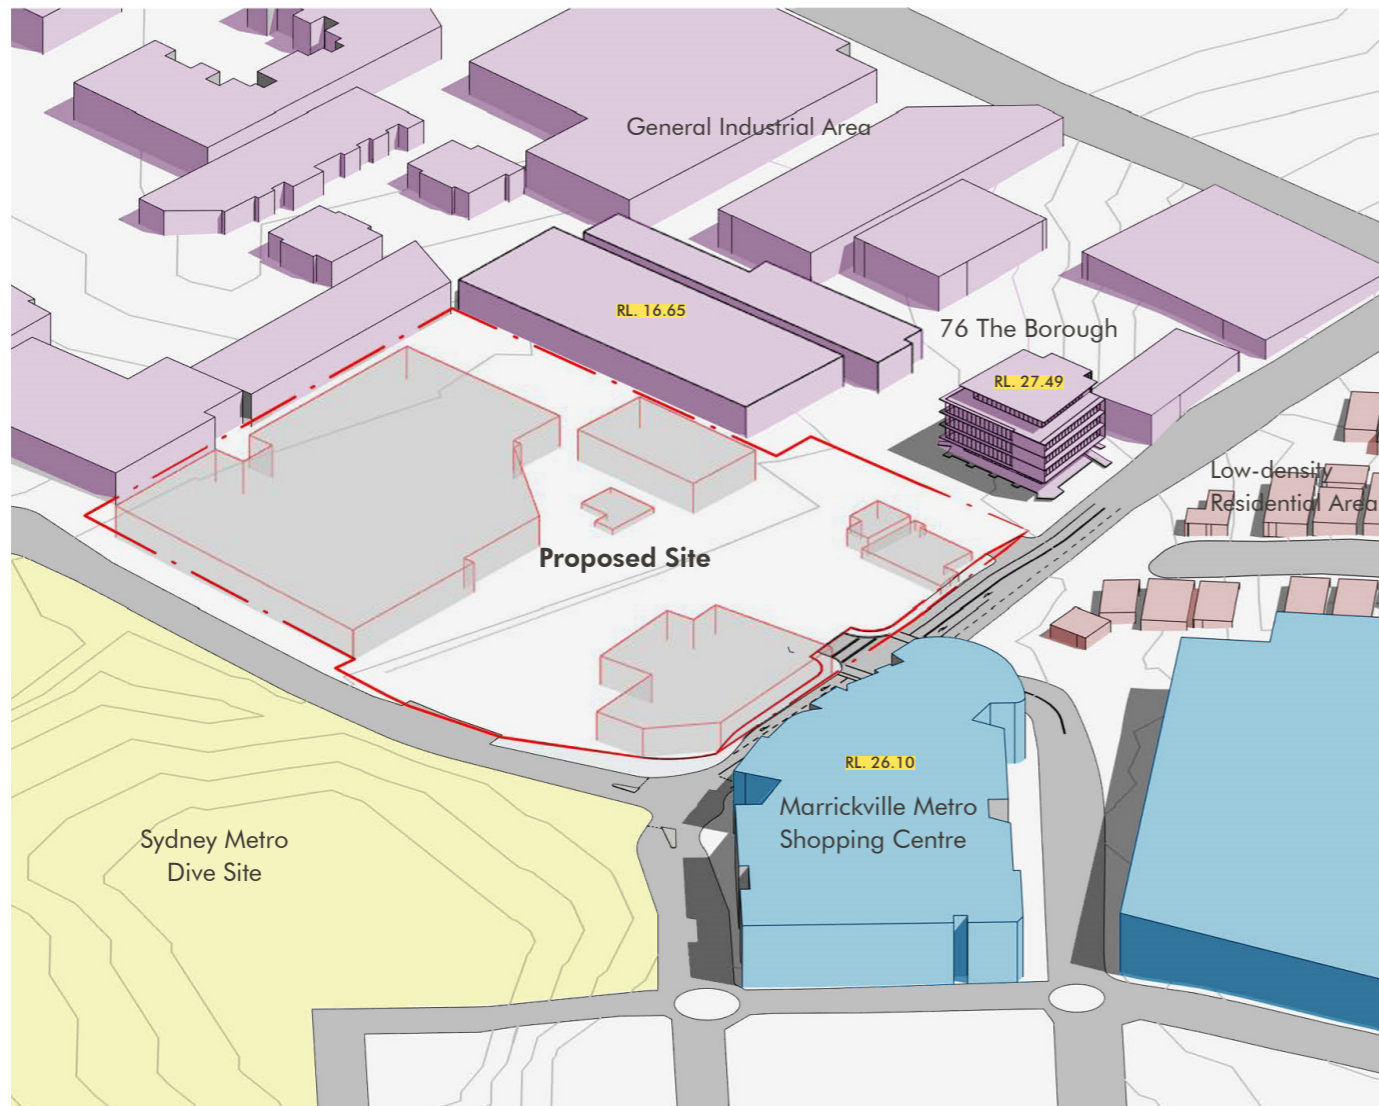 General Industrial Area
RL. 16.65
76 The Borough
RL. 27.49
Low-density
Residential Area
Proposed Site
RL. 26.10
Marrickville Metro
Shopping Centre
Sydney Metro
Dive Site